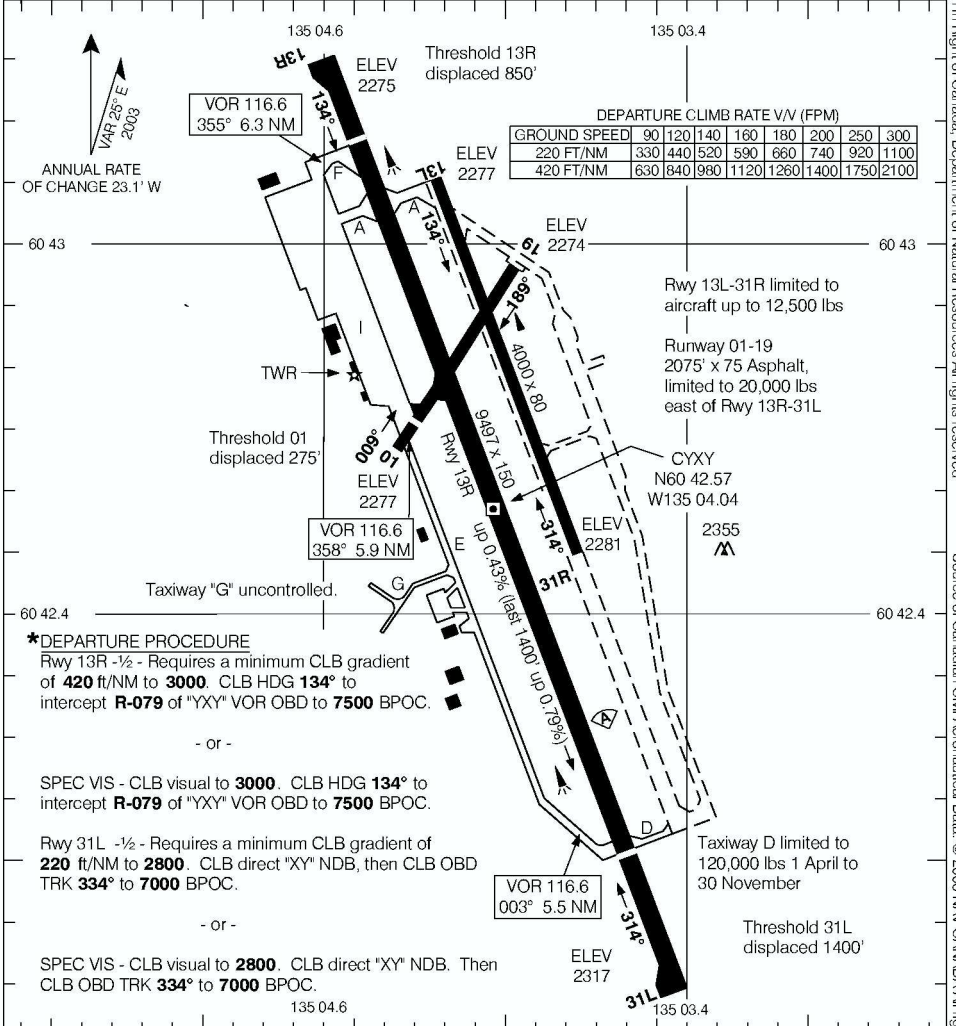 135 04.6
135 03.4
13R
ELEV
2275
Threshold 13R
displaced 850'
VAR 25° E
2003
ANNUAL RATE
OF CHANGE 23.1' W
VOR 116.6
355° 6.3 NM
134°
DEPARTURE CLIMB RATE V/V (FPM)
GROUND SPEED 90 120 140 160 180 200 250 300
220 FT/NM 330 440 520 590 660 740 920 1100
420 FT/NM 630 840 980 1120 1260 1400 1750 2100
ELEV
2277
13L
F
A
A
134°
ELEV
2274
19
60 43
60 43
189°
Rwy 13L-31R limited to
aircraft up to 12,500 lbs
Runway 01-19
2075' x 75 Asphalt,
limited to 20,000 lbs
east of Rwy 13R-31L
I
TWR
4000 x 80
9497 x 150
Rwy 13R
up 0.43% (last 1400' up 0.79%)
Threshold 01
displaced 275'
009°
01
ELEV
2277
CYXY
N60 42.57
W135 04.04
2355
VOR 116.6
358° 5.9 NM
314°
ELEV
2281
31R
E
G
Taxiway "G" uncontrolled.
60 42.4
60 42.4
*DEPARTURE PROCEDURE
Rwy 13R -½ - Requires a minimum CLB gradient
of 420 ft/NM to 3000. CLB HDG 134° to
intercept R-079 of "YXY" VOR OBD to 7500 BPOC.
- or -
SPEC VIS - CLB visual to 3000. CLB HDG 134° to
intercept R-079 of "YXY" VOR OBD to 7500 BPOC.
Rwy 31L -½ - Requires a minimum CLB gradient of
220 ft/NM to 2800. CLB direct "XY" NDB, then CLB OBD
TRK 334° to 7000 BPOC.
- or -
SPEC VIS - CLB visual to 2800. CLB direct "XY" NDB. Then
CLB OBD TRK 334° to 7000 BPOC.
A
D
Taxiway D limited to
120,000 lbs 1 April to
30 November
VOR 116.6
003° 5.5 NM
314°
Threshold 31L
displaced 1400'
ELEV
2317
31L
135 04.6
135 03.4